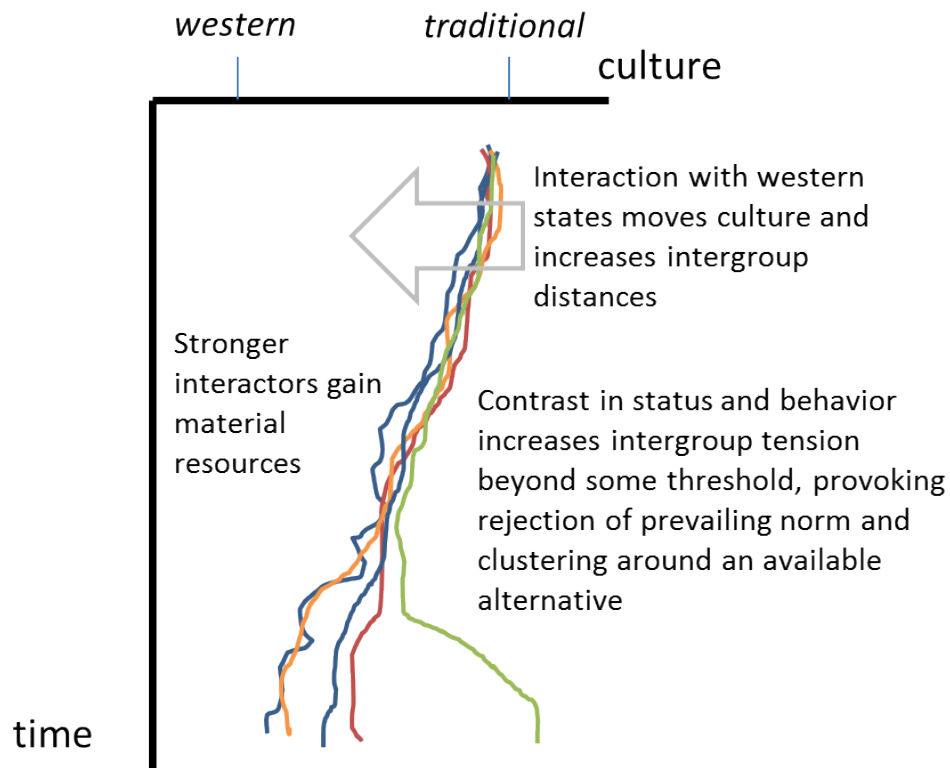 western
traditional
culture
Interaction with western
states moves culture and
increases intergroup
distances
Stronger
interactors gain
material
resources
Contrast in status and behavior
increases intergroup tension
beyond some threshold, provoking
rejection of prevailing norm and
clustering around an available
alternative
time